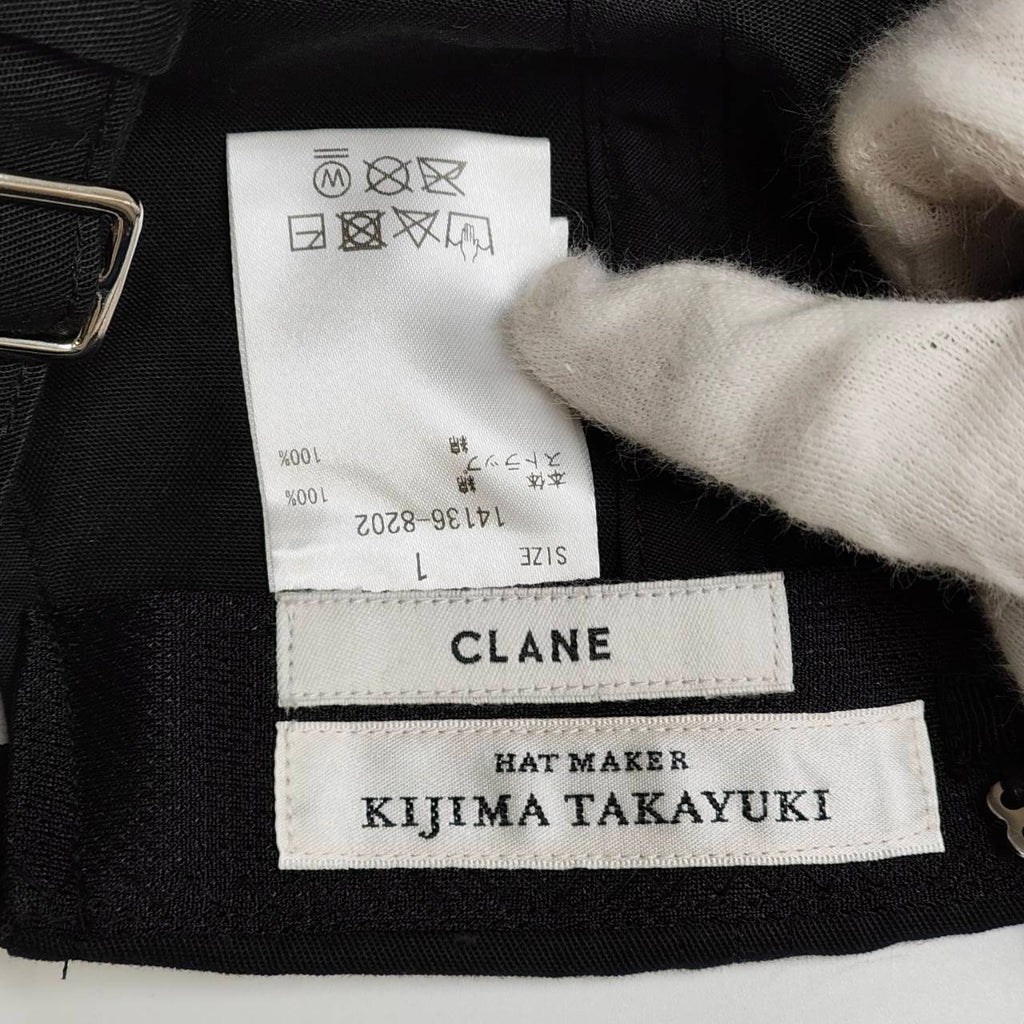 SIZE 1
14136-8202
本体 綿 100%
ストラップ 綿 100%
CLANE
HAT MAKER
KIJIMA TAKAYUKI